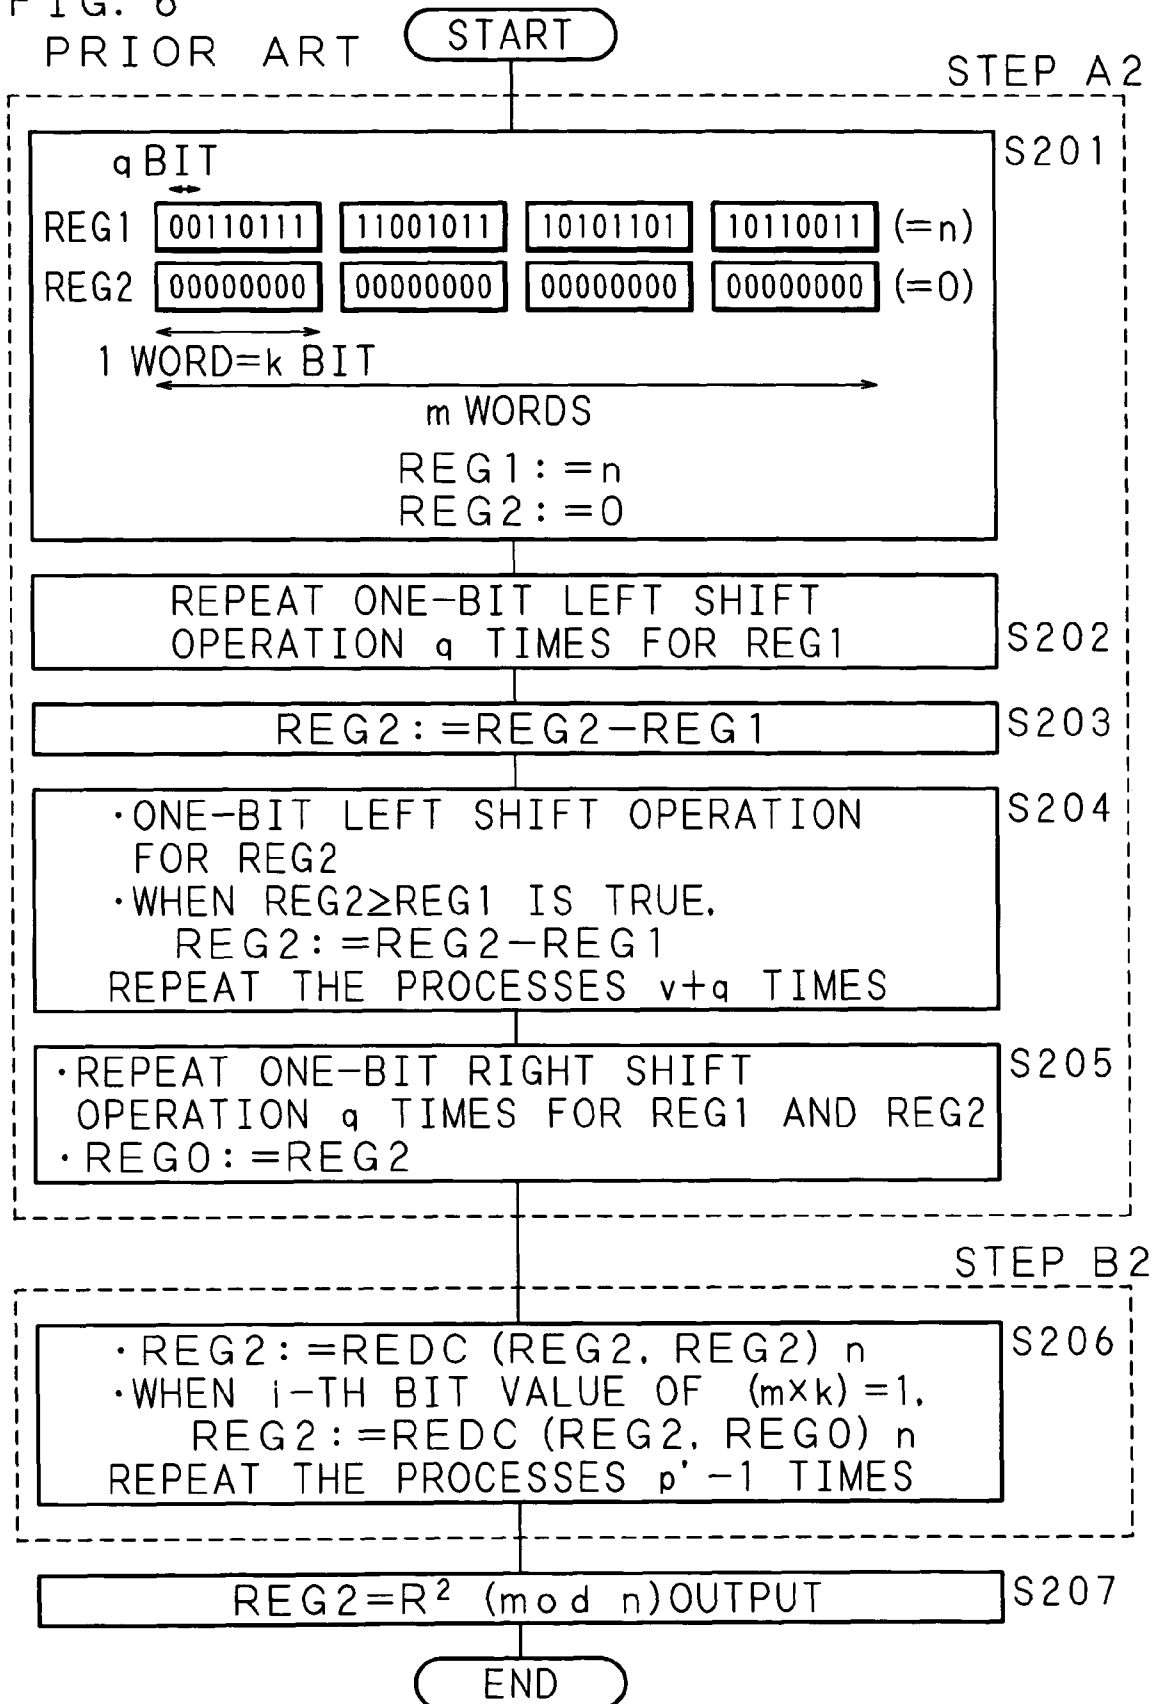 FIG. 6
PRIOR ART
START
STEP A2
S201
q BIT
REG1 00110111 11001011 10101101 10110011 (=n)
REG2 00000000 00000000 00000000 00000000 (=0)
1 WORD=k BIT
m WORDS
REG1:=n
REG2:=0
REPEAT ONE-BIT LEFT SHIFT
OPERATION q TIMES FOR REG1
S202
REG2:=REG2-REG1
S203
·ONE-BIT LEFT SHIFT OPERATION
FOR REG2
·WHEN REG2≥REG1 IS TRUE,
REG2:=REG2-REG1
REPEAT THE PROCESSES v+q TIMES
S204
·REPEAT ONE-BIT RIGHT SHIFT
OPERATION q TIMES FOR REG1 AND REG2
·REG0:=REG2
S205
STEP B2
·REG2:=REDC (REG2, REG2) n
·WHEN i-TH BIT VALUE OF (m×k)=1,
REG2:=REDC (REG2, REG0) n
REPEAT THE PROCESSES p'-1 TIMES
S206
REG2=R² (mod n)OUTPUT
S207
END